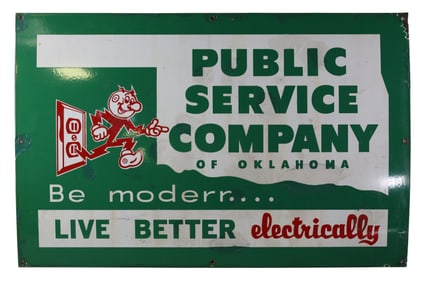 PUBLIC
SERVICE
COMPANY
OF OKLAHOMA
Be modern....
LIVE BETTER electrically